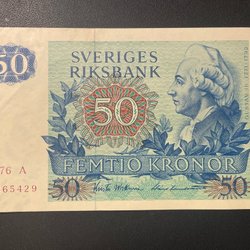 50
SVERIGES
RIKSBANK
50
76 A
65429
FEMTIO KRONOR
50
50